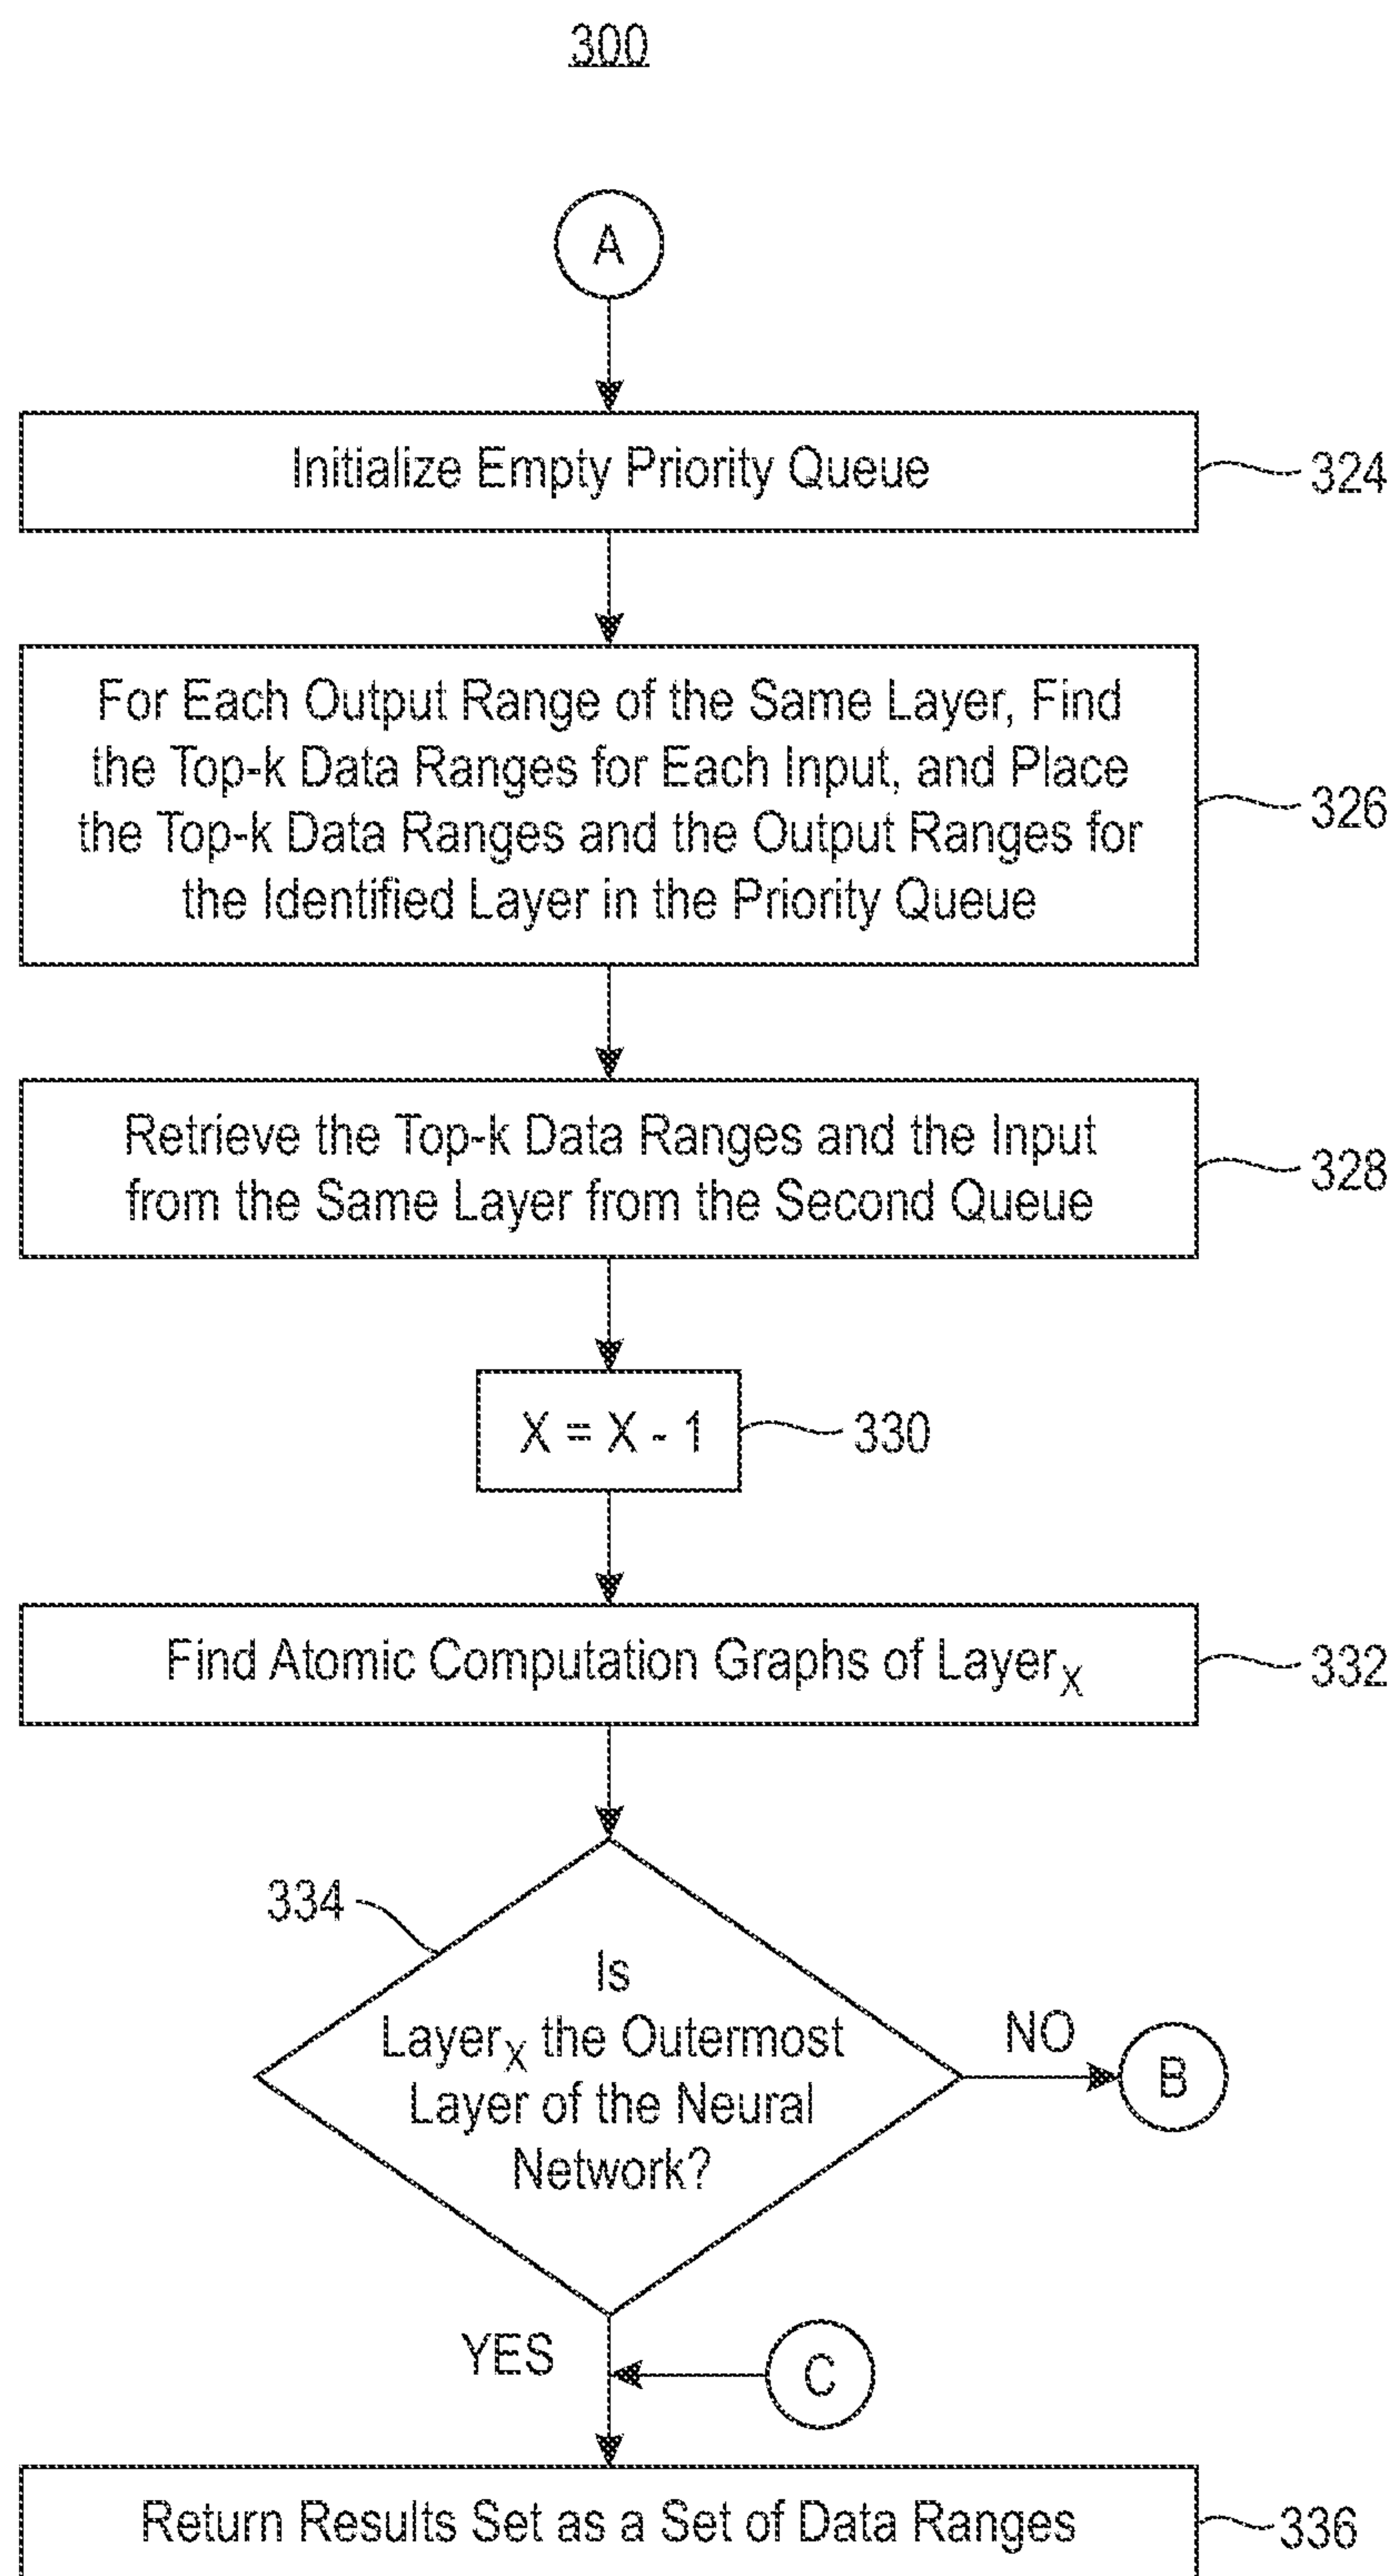 300
A
Initialize Empty Priority Queue
324
For Each Output Range of the Same Layer, Find
the Top-k Data Ranges for Each Input, and Place
the Top-k Data Ranges and the Output Ranges for
the Identified Layer in the Priority Queue
326
Retrieve the Top-k Data Ranges and the Input
from the Same Layer from the Second Queue
328
X = X - 1
330
Find Atomic Computation Graphs of LayerX
332
334
Is
LayerX the Outermost
Layer of the Neural
Network?
NO
B
YES
C
Return Results Set as a Set of Data Ranges
336